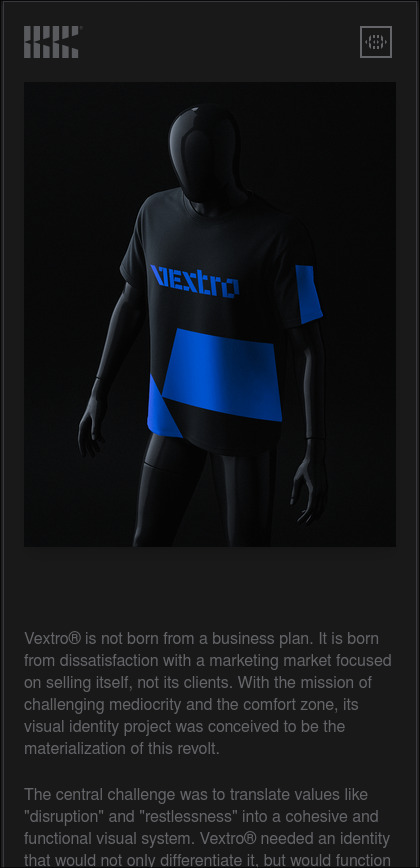 vextro
Vextro® is not born from a business plan. It is born
from dissatisfaction with a marketing market focused
on selling itself, not its clients. With the mission of
challenging mediocrity and the comfort zone, its
visual identity project was conceived to be the
materialization of this revolt.
The central challenge was to translate values like
"disruption" and "restlessness" into a cohesive and
functional visual system. Vextro® needed an identity
that would not only differentiate it, but would function